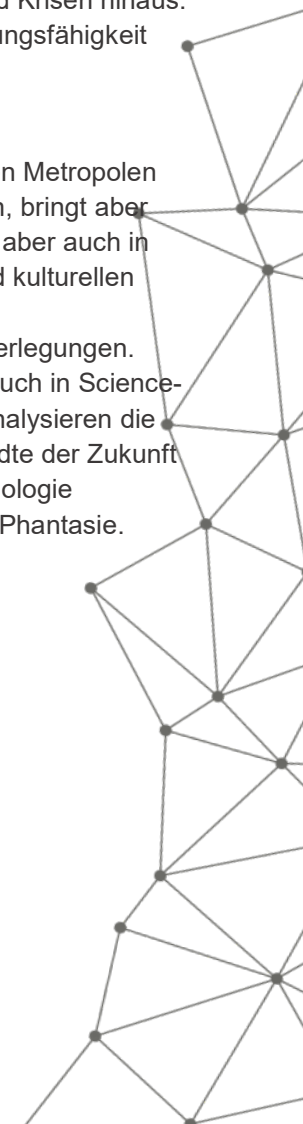 d Krisen hinaus.
ungsfähigkeit
n Metropolen
n, bringt aber
aber auch in
d kulturellen
erlegungen.
uch in Science-
nalysieren die
dte der Zukunft
ologie
Phantasie.